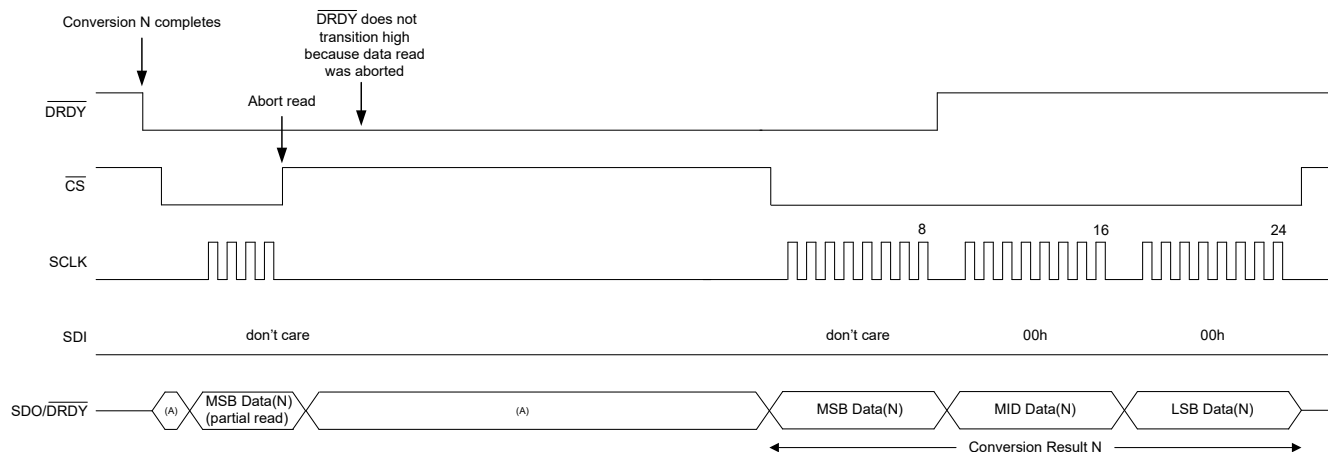 Conversion N completes
DRDY does not
transition high
because data read
was aborted
Abort read
DRDY
CS
SCLK
8
16
24
SDI
don't care
don't care
00h
00h
SDO/DRDY
(A)
MSB Data(N)
(partial read)
(A)
MSB Data(N)
MID Data(N)
LSB Data(N)
Conversion Result N